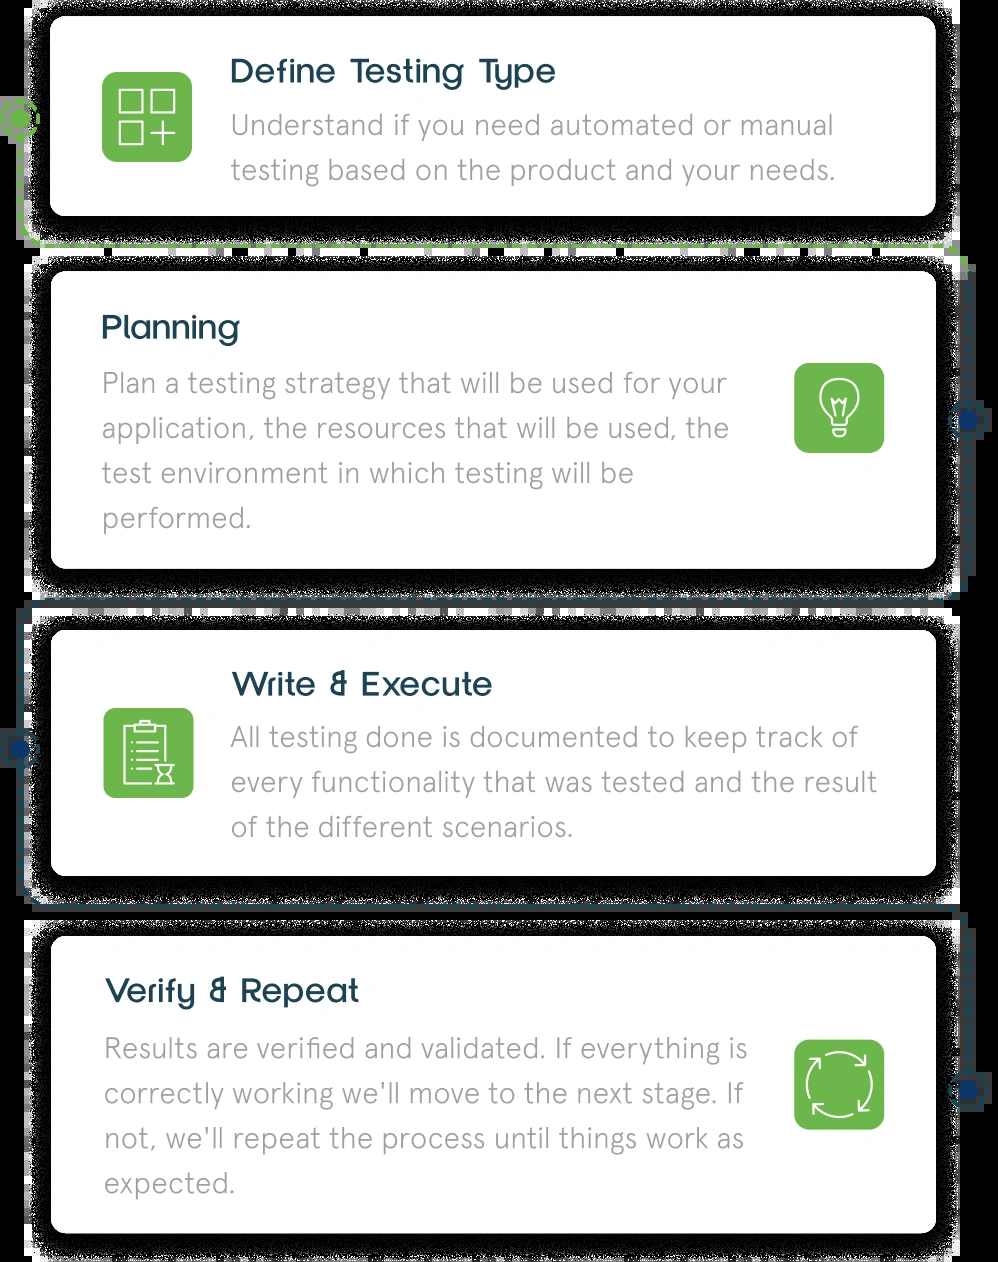 Define Testing Type
Understand if you need automated or manual
testing based on the product and your needs.
Planning
Plan a testing strategy that will be used for your
application, the resources that will be used, the
test environment in which testing will be
performed.
Write & Execute
All testing done is documented to keep track of
every functionality that was tested and the result
of the different scenarios.
Verify & Repeat
Results are verified and validated. If everything is
correctly working we'll move to the next stage. If
not, we'll repeat the process until things work as
expected.